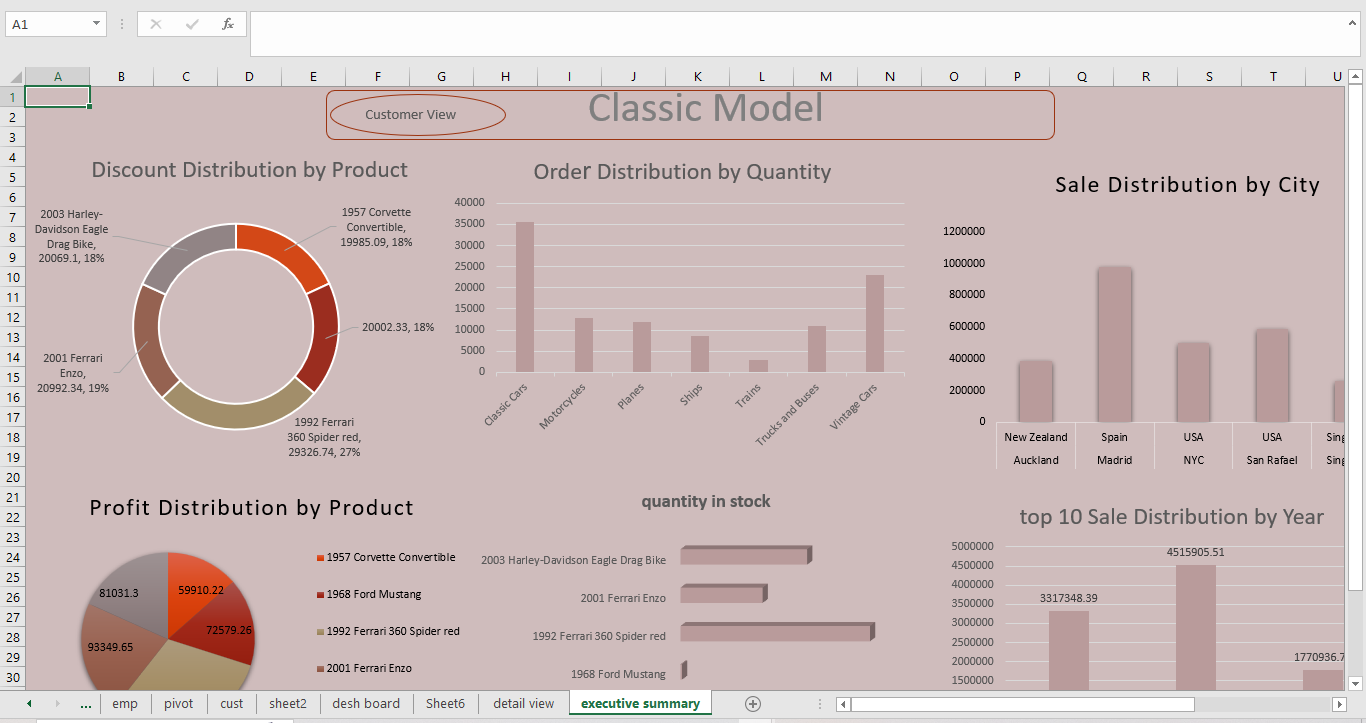 A1
fx
A B C D E F G H I J K L M N O P Q R S T U
1
2
3
4
5
6
7
8
9
10
11
12
13
14
15
16
17
18
19
20
21
22
23
24
25
26
27
28
29
30
Customer View
Classic Model
Discount Distribution by Product
2003 Harley-
Davidson Eagle
Drag Bike,
20069.1, 18%
1957 Corvette
Convertible,
19985.09, 18%
20002.33, 18%
2001 Ferrari
Enzo,
20992.34, 19%
1992 Ferrari
360 Spider red,
29326.74, 27%
Order Distribution by Quantity
40000
35000
30000
25000
20000
15000
10000
5000
0
Classic Cars
Motorcycles
Planes
Ships
Trains
Trucks and Buses
Vintage Cars
Sale Distribution by City
1200000
1000000
800000
600000
400000
200000
0
New Zealand Spain USA USA Sing
Auckland Madrid NYC San Rafael Sing
Profit Distribution by Product
81031.3
59910.22
72579.26
93349.65
1957 Corvette Convertible
1968 Ford Mustang
1992 Ferrari 360 Spider red
2001 Ferrari Enzo
quantity in stock
2003 Harley-Davidson Eagle Drag Bike
2001 Ferrari Enzo
1992 Ferrari 360 Spider red
1968 Ford Mustang
top 10 Sale Distribution by Year
5000000
4500000
4000000
3500000
3000000
2500000
2000000
1500000
3317348.39
4515905.51
1770936.7
... emp pivot cust sheet2 desh board Sheet6 detail view executive summary